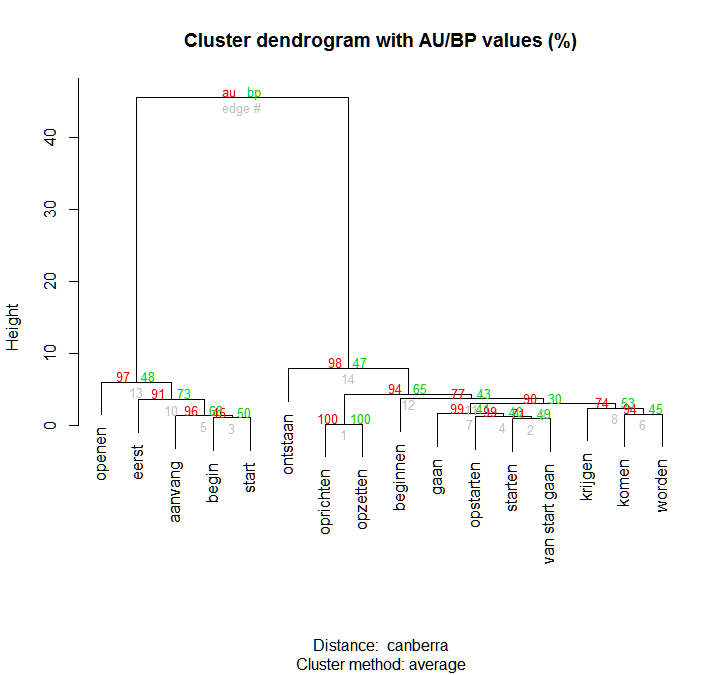 Cluster dendrogram with AU/BP values (%)
au bp
edge #
Height
0 10 20 30 40
98 47
14
97 48
13
94 65
12
91 73
10
77 43
90 30
74 53
8
94 45
6
99
7
4
49
2
96
5
50
3
100 100
1
openen
eerst
aanvang
begin
start
ontstaan
oprichten
opzetten
beginnen
gaan
opstarten
starten
van start gaan
krijgen
komen
worden
Distance: canberra
Cluster method: average